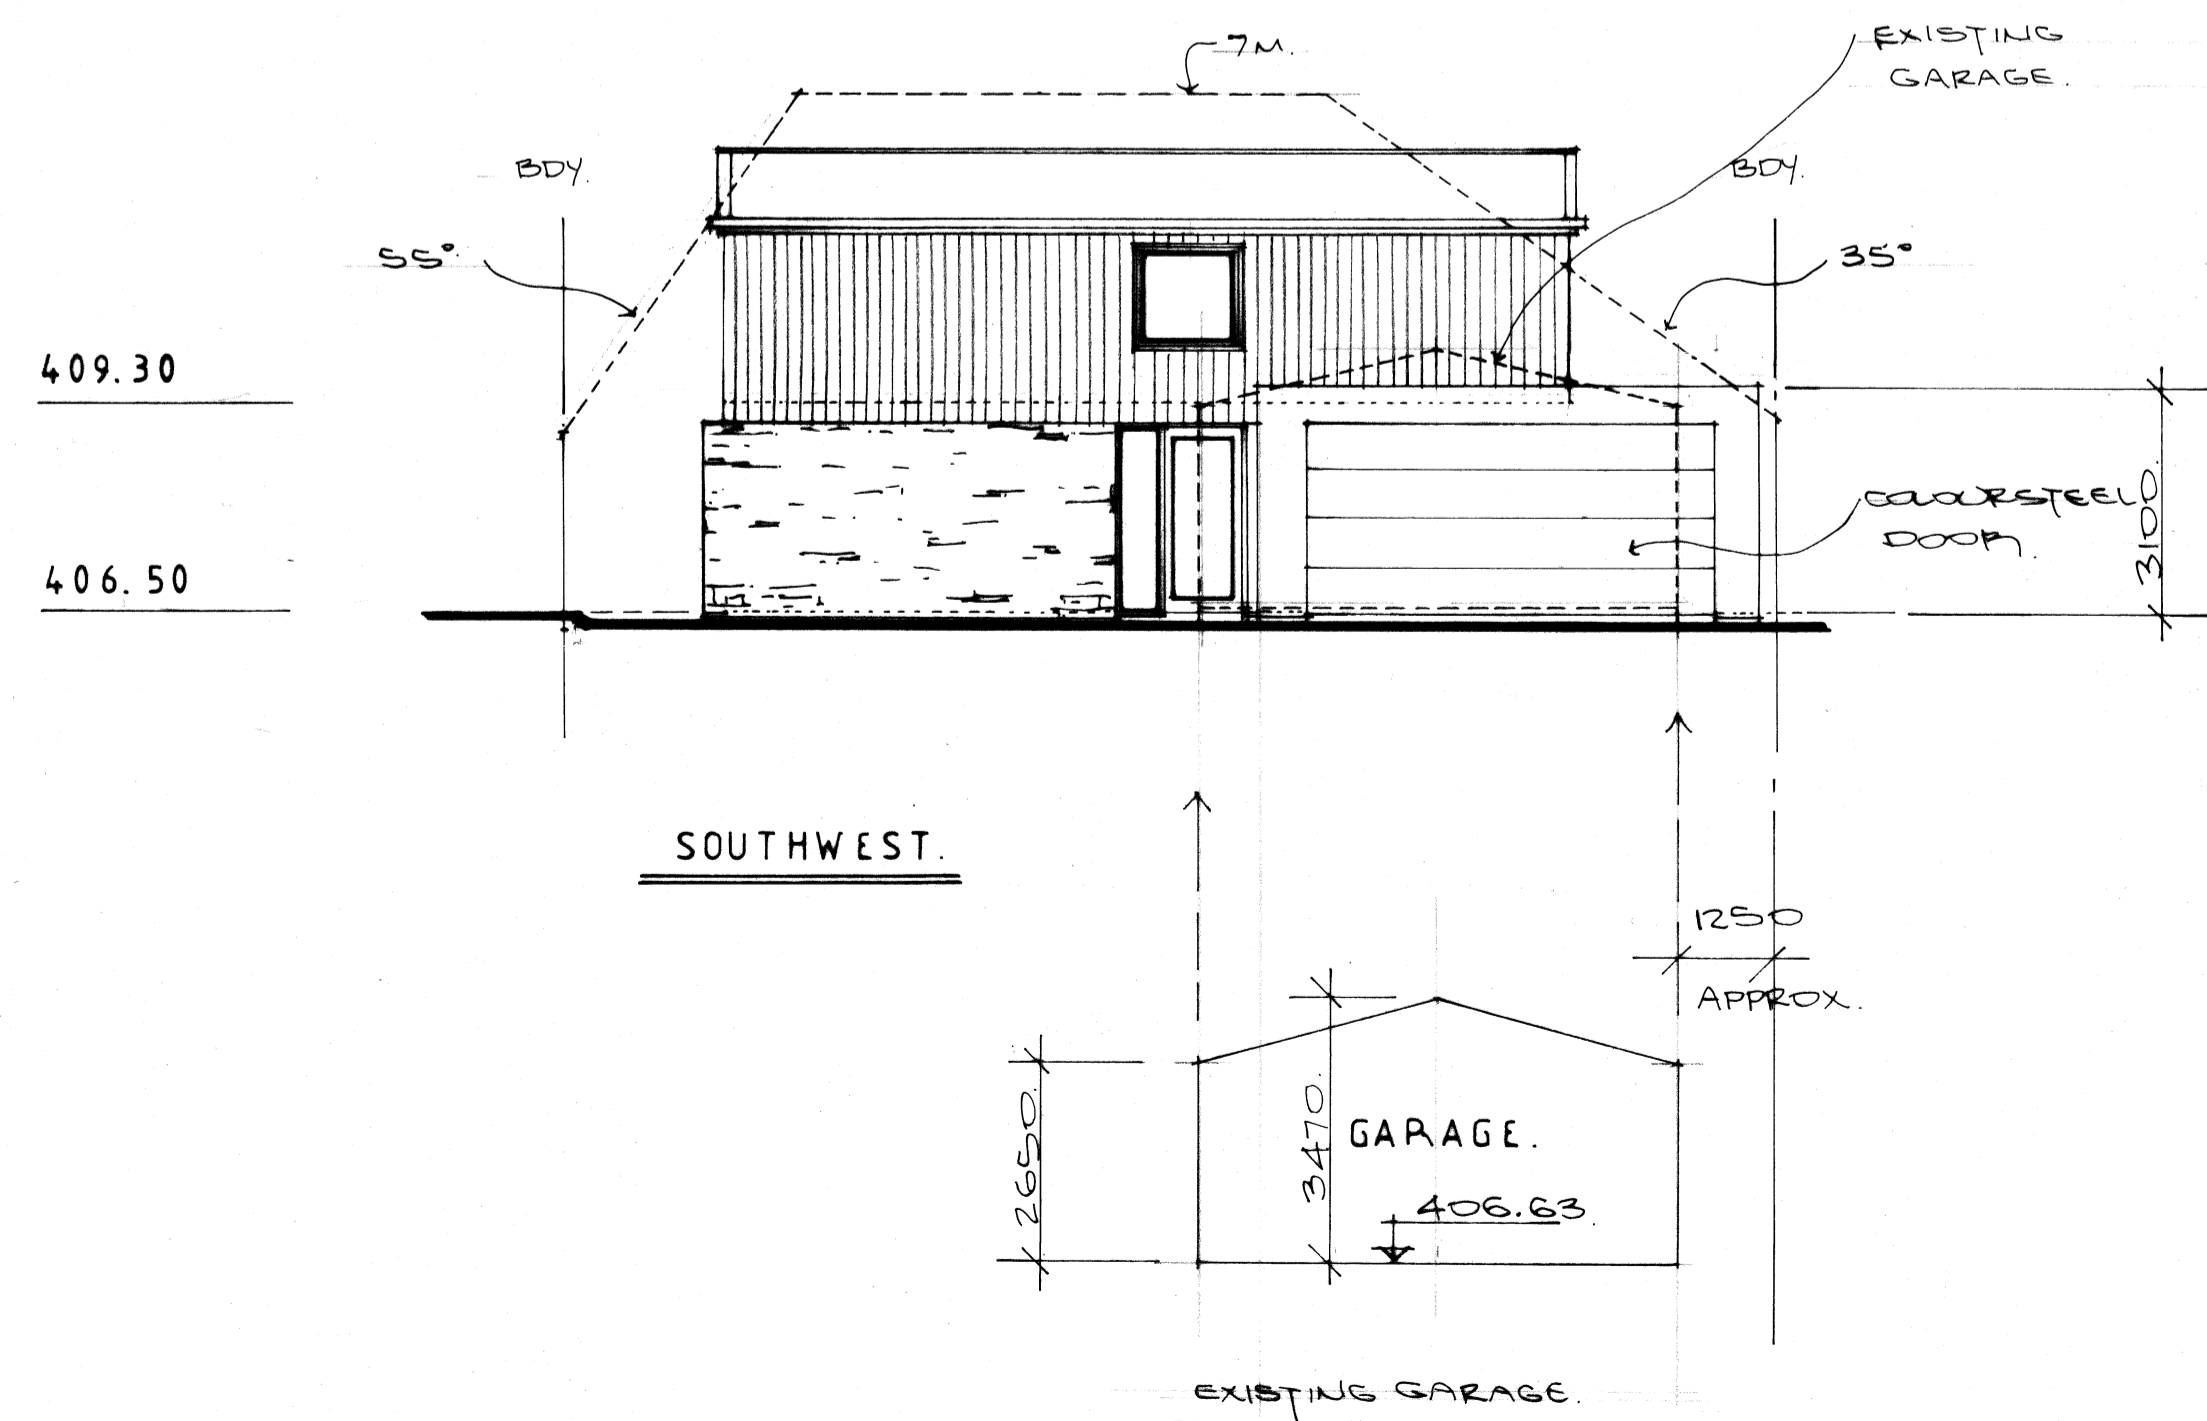 7M.
EXISTING
GARAGE.
BDY.
BDY.
55°
35°
409.30
COLOURSTEEL
DOOR.
3100
406.50
SOUTHWEST.
1250
APPROX.
2650.
3470.
GARAGE.
406.63
EXISTING GARAGE.